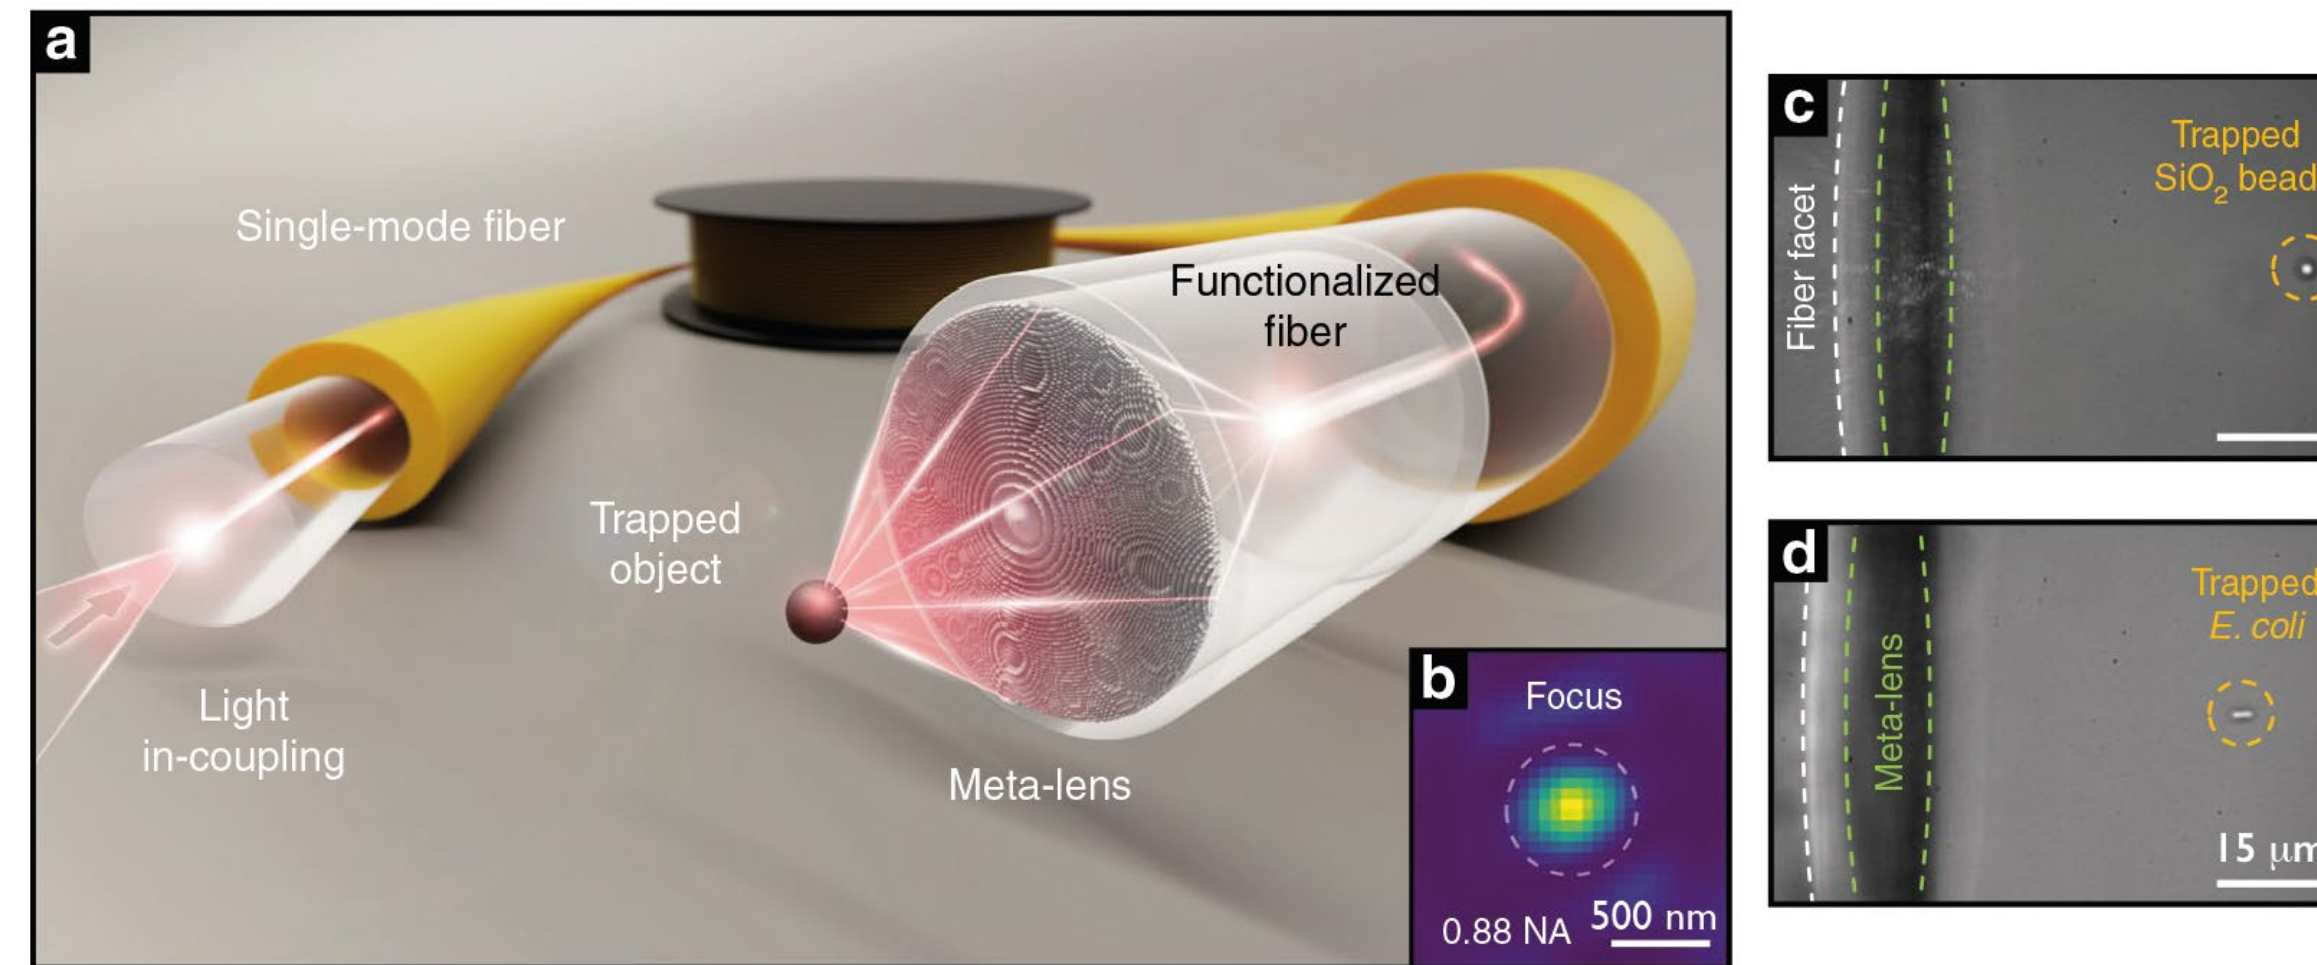 a
Single-mode fiber
Functionalized
fiber
Trapped
object
Light
in-coupling
Meta-lens
b
Focus
0.88 NA
500 nm
c
Fiber facet
Trapped
SiO2 bead
d
Meta-lens
Trapped
E. coli
15 μm